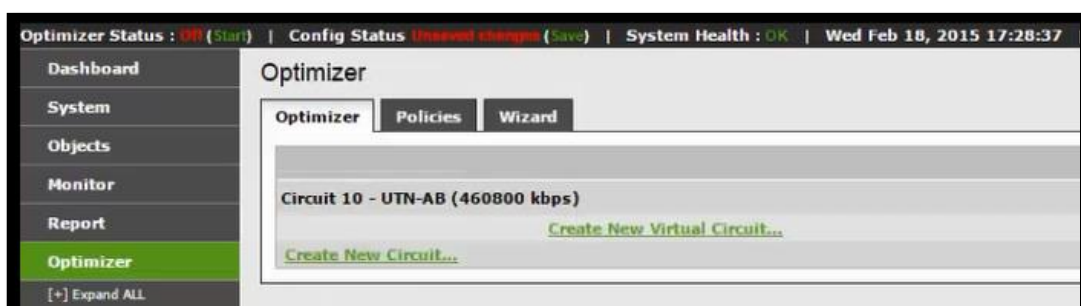 Optimizer Status : Off (Start) | Config Status Unsaved changes (Save) | System Health : OK | Wed Feb 18, 2015 17:28:37
Dashboard
System
Objects
Monitor
Report
Optimizer
[+] Expand ALL
Optimizer
Optimizer Policies Wizard
Circuit 10 - UTN-AB (460800 kbps)
Create New Virtual Circuit...
Create New Circuit...